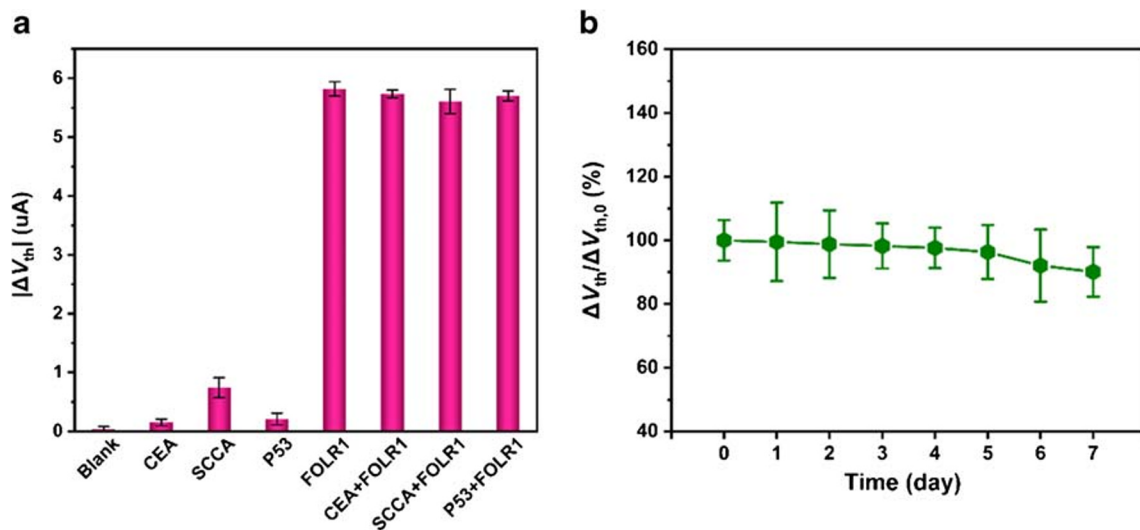 a
|ΔVth| (uA)
6
5
4
3
2
1
0
Blank
CEA
SCCA
P53
FOLR1
CEA+FOLR1
SCCA+FOLR1
P53+FOLR1
b
ΔVth/ΔVth,0 (%)
160
140
120
100
80
60
40
0 1 2 3 4 5 6 7
Time (day)